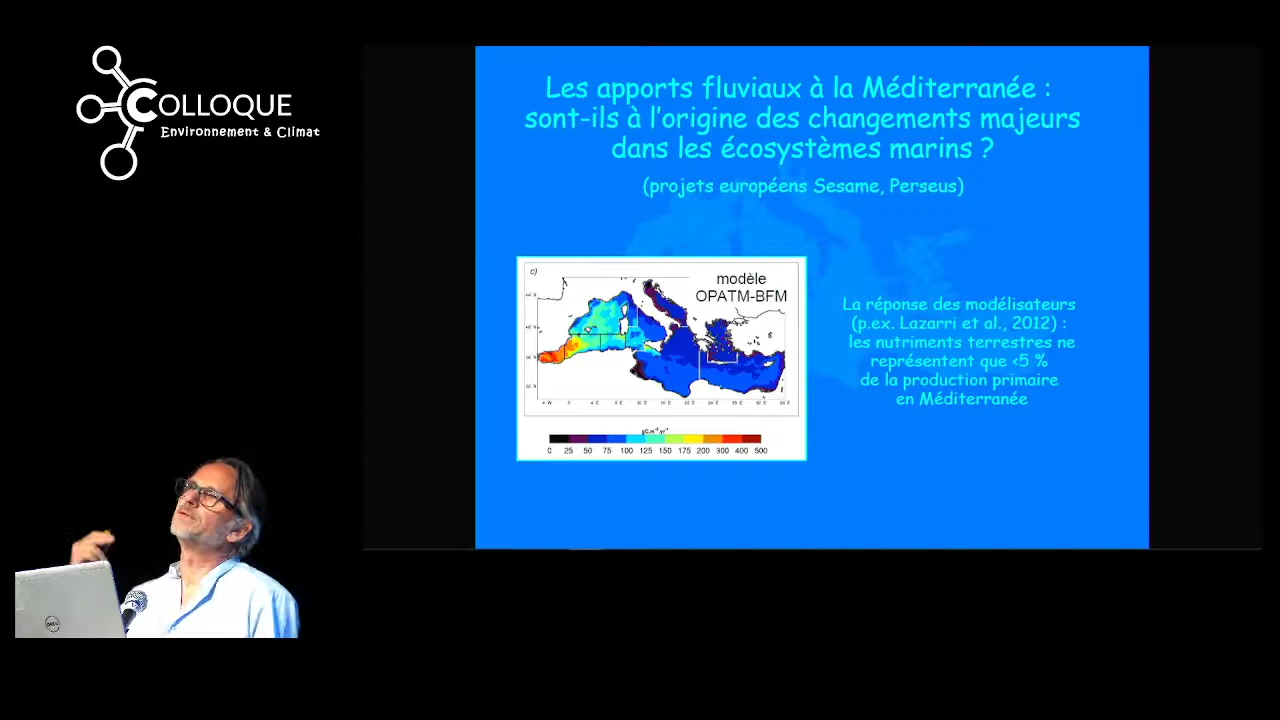 COLLOQUE
Environnement & Climat
Les apports fluviaux à la Méditerranée :
sont-ils à l'origine des changements majeurs
dans les écosystèmes marins ?
(projets européens Sesame, Perseus)
c)
modèle
OPATM-BFM
La réponse des modélisateurs
(p.ex. Lazarri et al., 2012) :
les nutriments terrestres ne
représentent que <5 %
de la production primaire
en Méditerranée
0 25 50 75 100 125 150 175 200 300 400 500
DELL